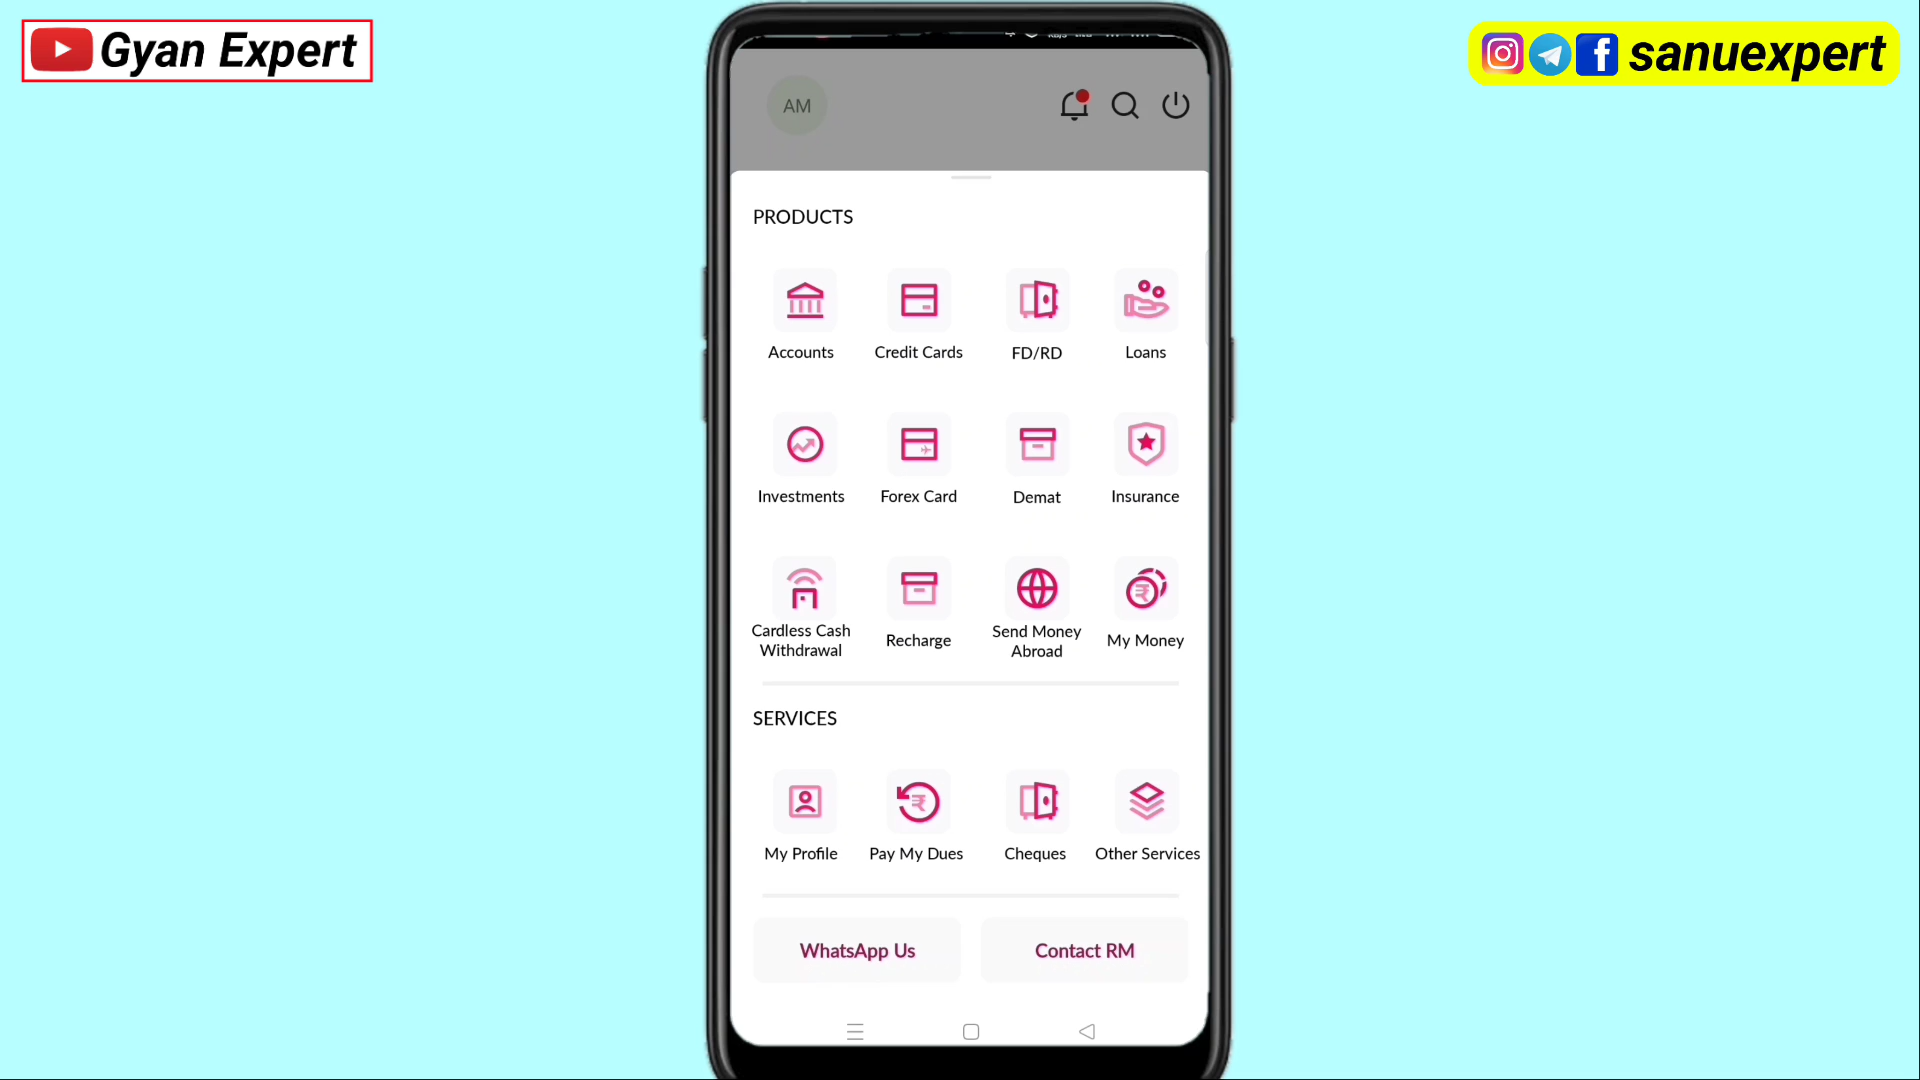 Gyan Expert
sanuexpert
AM
PRODUCTS
Accounts Credit Cards FD/RD Loans
Investments Forex Card Demat Insurance
Cardless Cash Withdrawal Recharge Send Money Abroad My Money
SERVICES
My Profile Pay My Dues Cheques Other Services
WhatsApp Us Contact RM